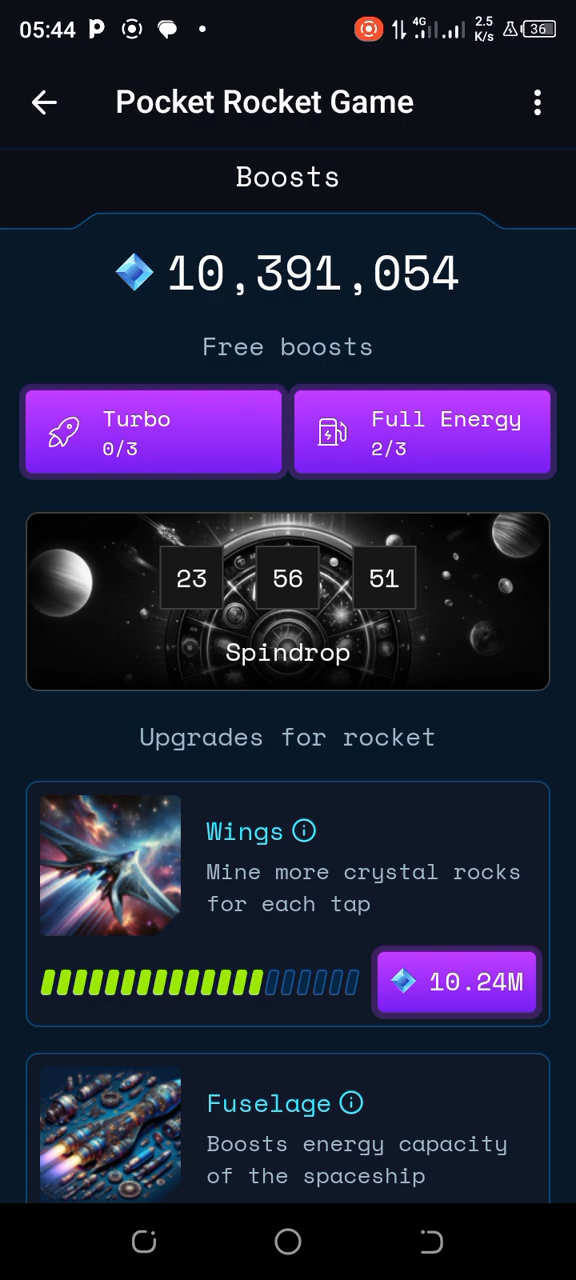 05:44 4G 2.5 K/s 36
Pocket Rocket Game
Boosts
10,391,054
Free boosts
Turbo
0/3
Full Energy
2/3
23 56 51
Spindrop
Upgrades for rocket
Wings
Mine more crystal rocks
for each tap
10.24M
Fuselage
Boosts energy capacity
of the spaceship